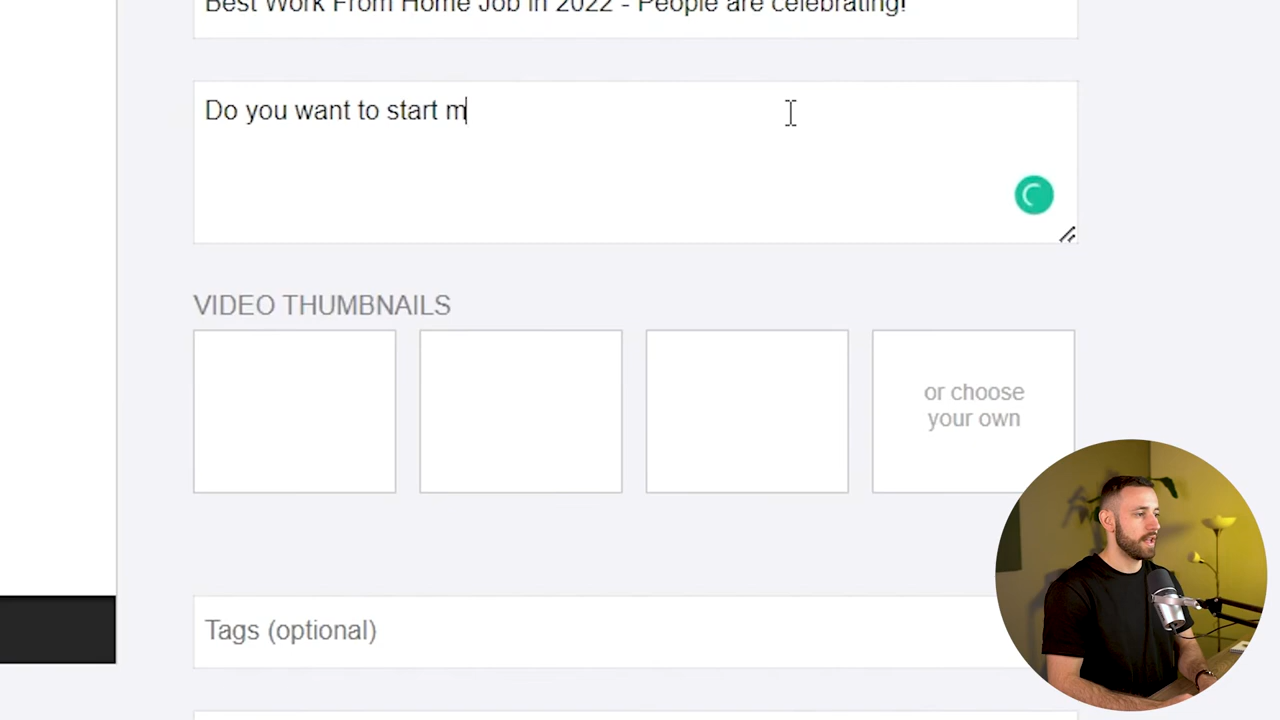 Best Work From Home Job in 2022 - People are celebrating!
Do you want to start m
VIDEO THUMBNAILS
or choose
your own
Tags (optional)